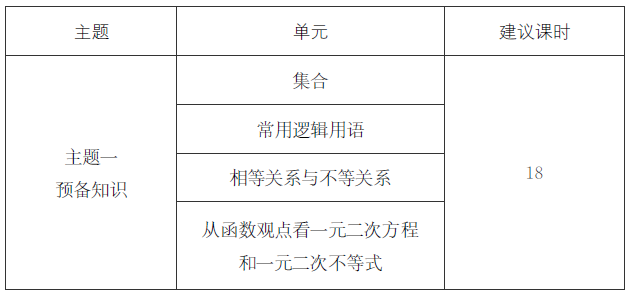 主题
单元
建议课时
主题一
预备知识
集合
常用逻辑用语
相等关系与不等关系
从函数观点看一元二次方程
和一元二次不等式
18